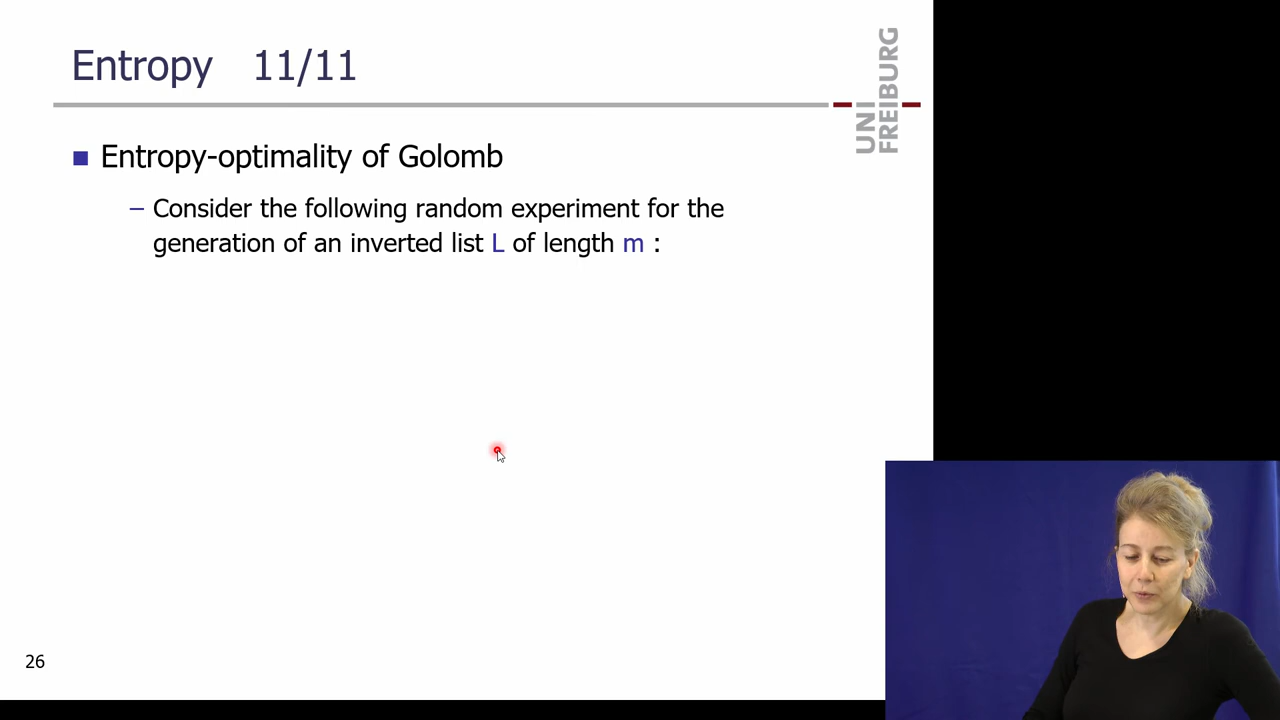 Entropy 11/11
UNI
FREIBURG
Entropy-optimality of Golomb
– Consider the following random experiment for the
generation of an inverted list L of length m :
26